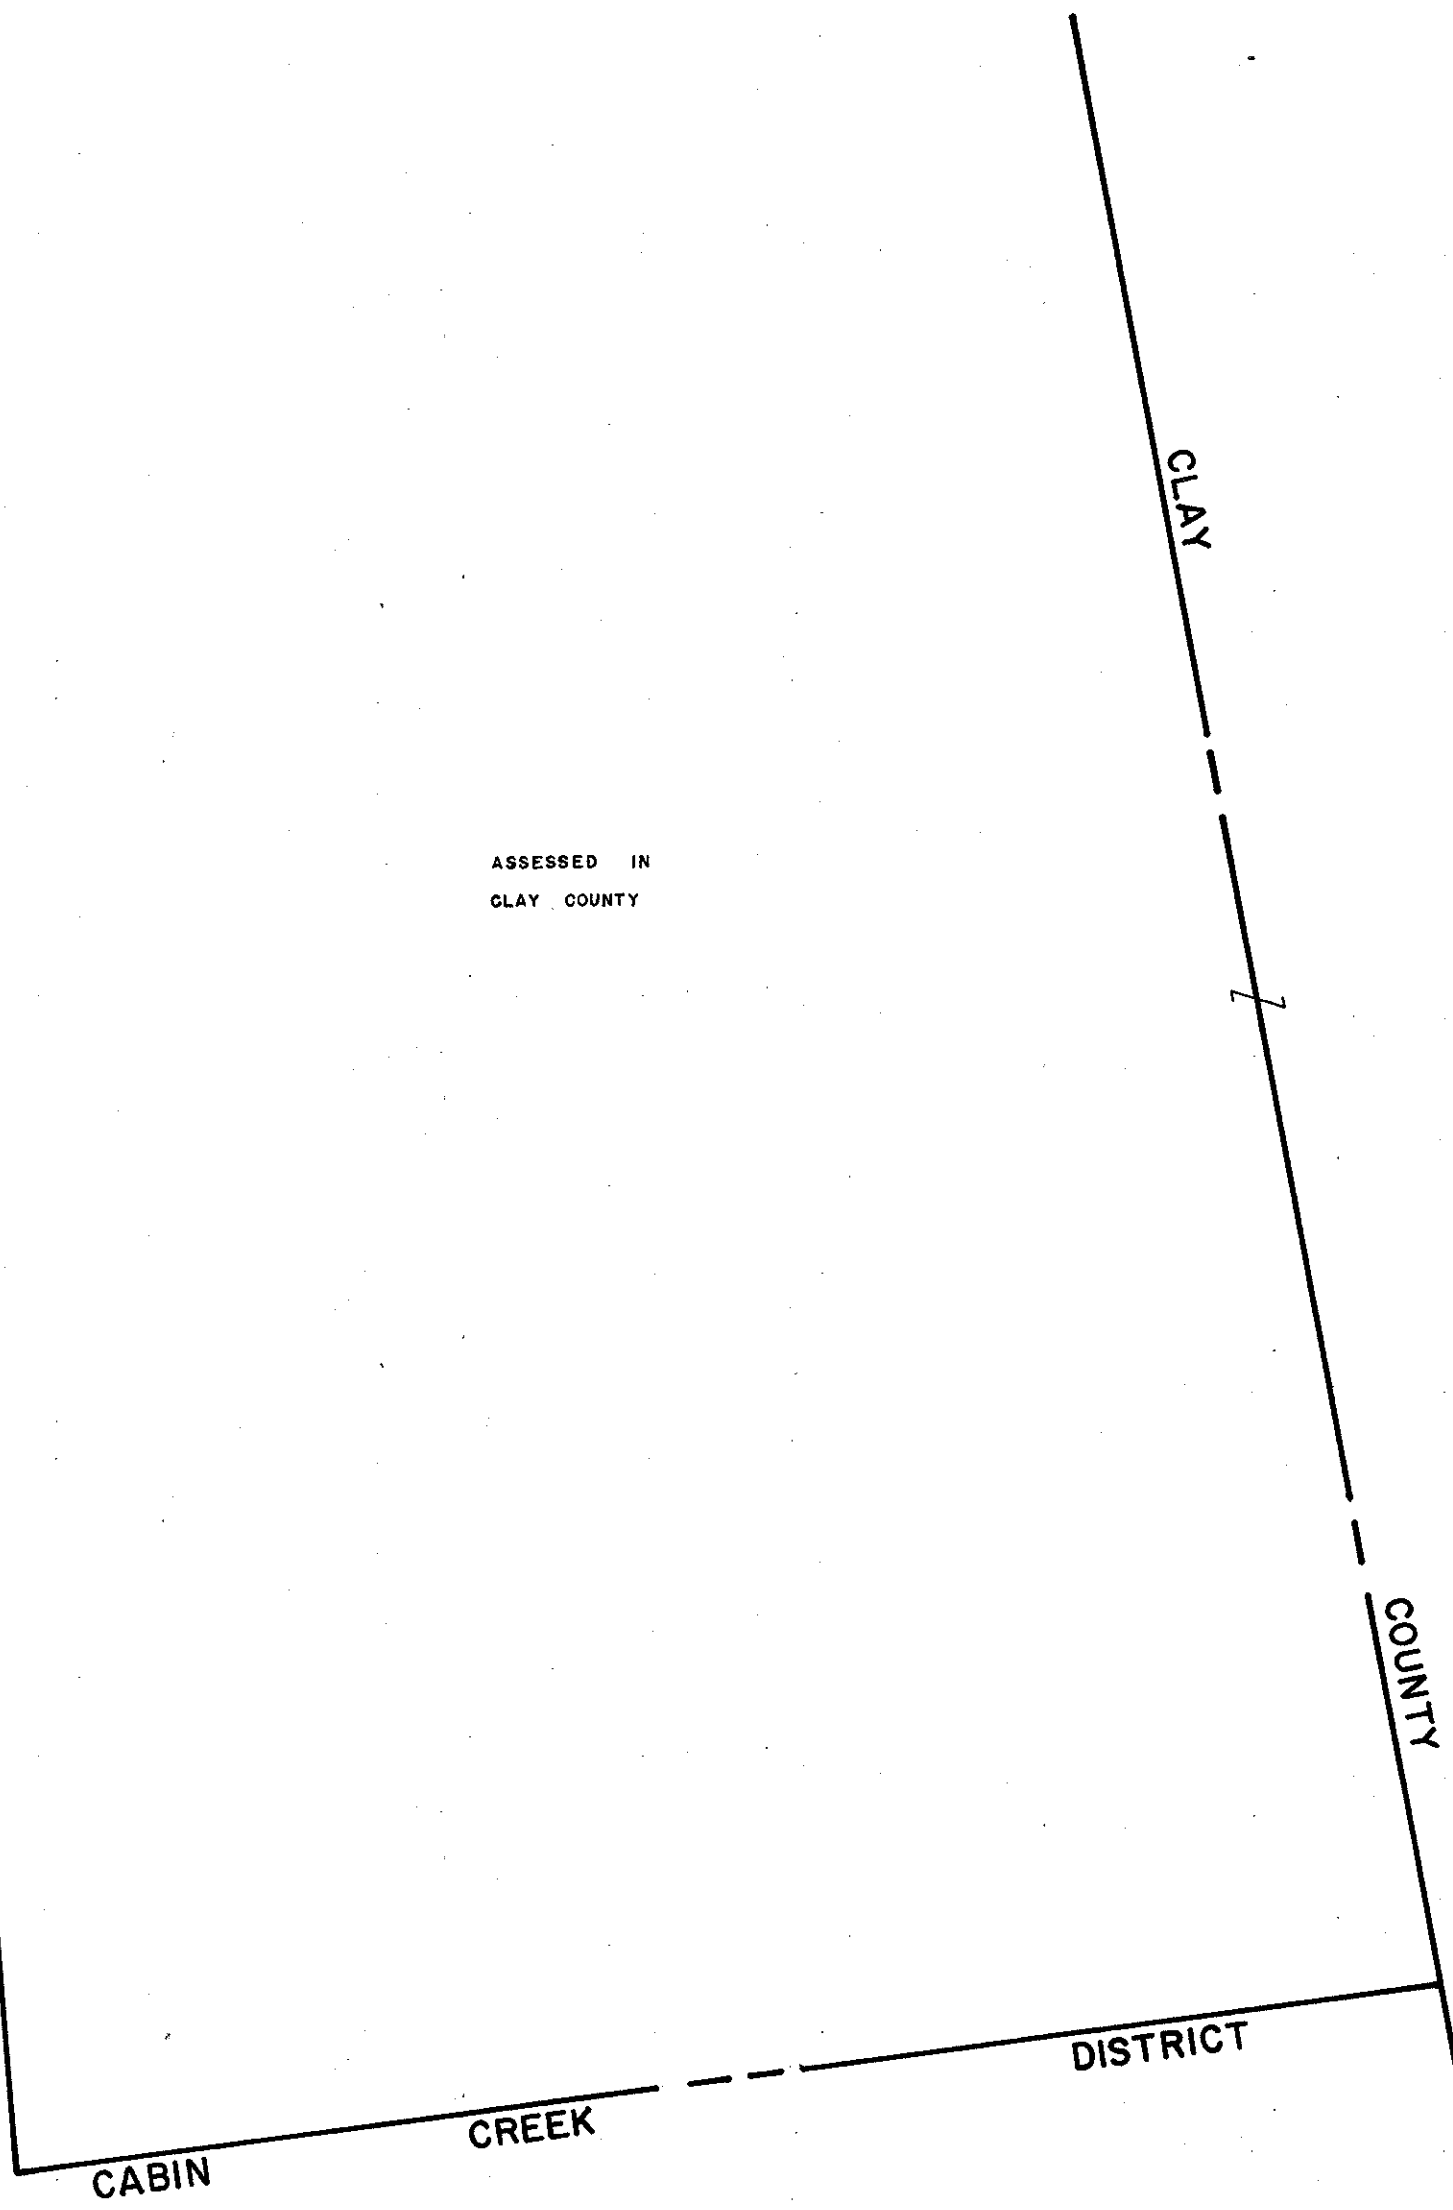 CLAY
ASSESSED IN
CLAY COUNTY
COUNTY
DISTRICT
CREEK
CABIN